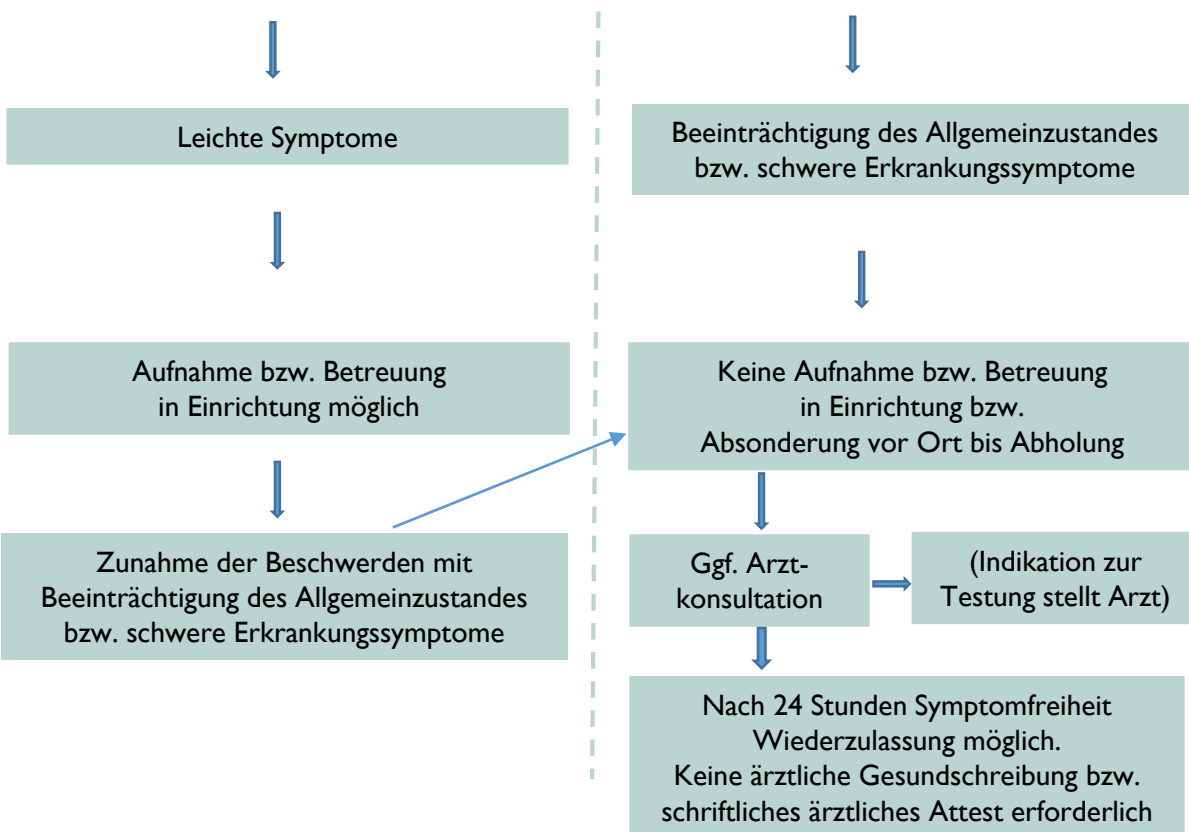 Leichte Symptome
Beeinträchtigung des Allgemeinzustandes
bzw. schwere Erkrankungssymptome
Aufnahme bzw. Betreuung
in Einrichtung möglich
Keine Aufnahme bzw. Betreuung
in Einrichtung bzw.
Absonderung vor Ort bis Abholung
Zunahme der Beschwerden mit
Beeinträchtigung des Allgemeinzustandes
bzw. schwere Erkrankungssymptome
Ggf. Arzt-
konsultation
(Indikation zur
Testung stellt Arzt)
Nach 24 Stunden Symptomfreiheit
Wiederzulassung möglich.
Keine ärztliche Gesundschreibung bzw.
schriftliches ärztliches Attest erforderlich